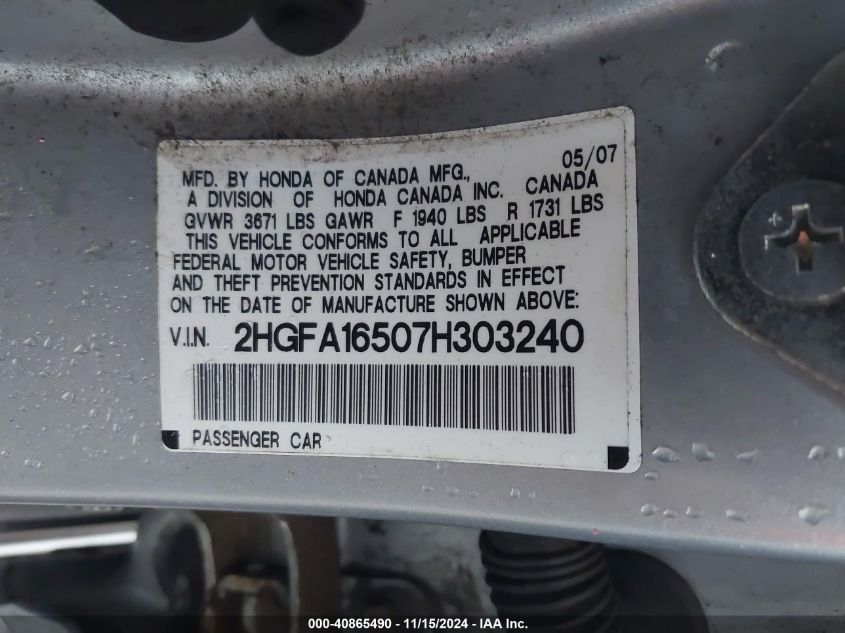 05/07
MFD. BY HONDA OF CANADA MFG.,
A DIVISION OF HONDA CANADA INC. CANADA
GVWR 3671 LBS GAWR F 1940 LBS R 1731 LBS
THIS VEHICLE CONFORMS TO ALL APPLICABLE
FEDERAL MOTOR VEHICLE SAFETY, BUMPER
AND THEFT PREVENTION STANDARDS IN EFFECT
ON THE DATE OF MANUFACTURE SHOWN ABOVE:
V.I.N. 2HGFA16507H303240
PASSENGER CAR
000-40865490 - 11/15/2024 - IAA Inc.